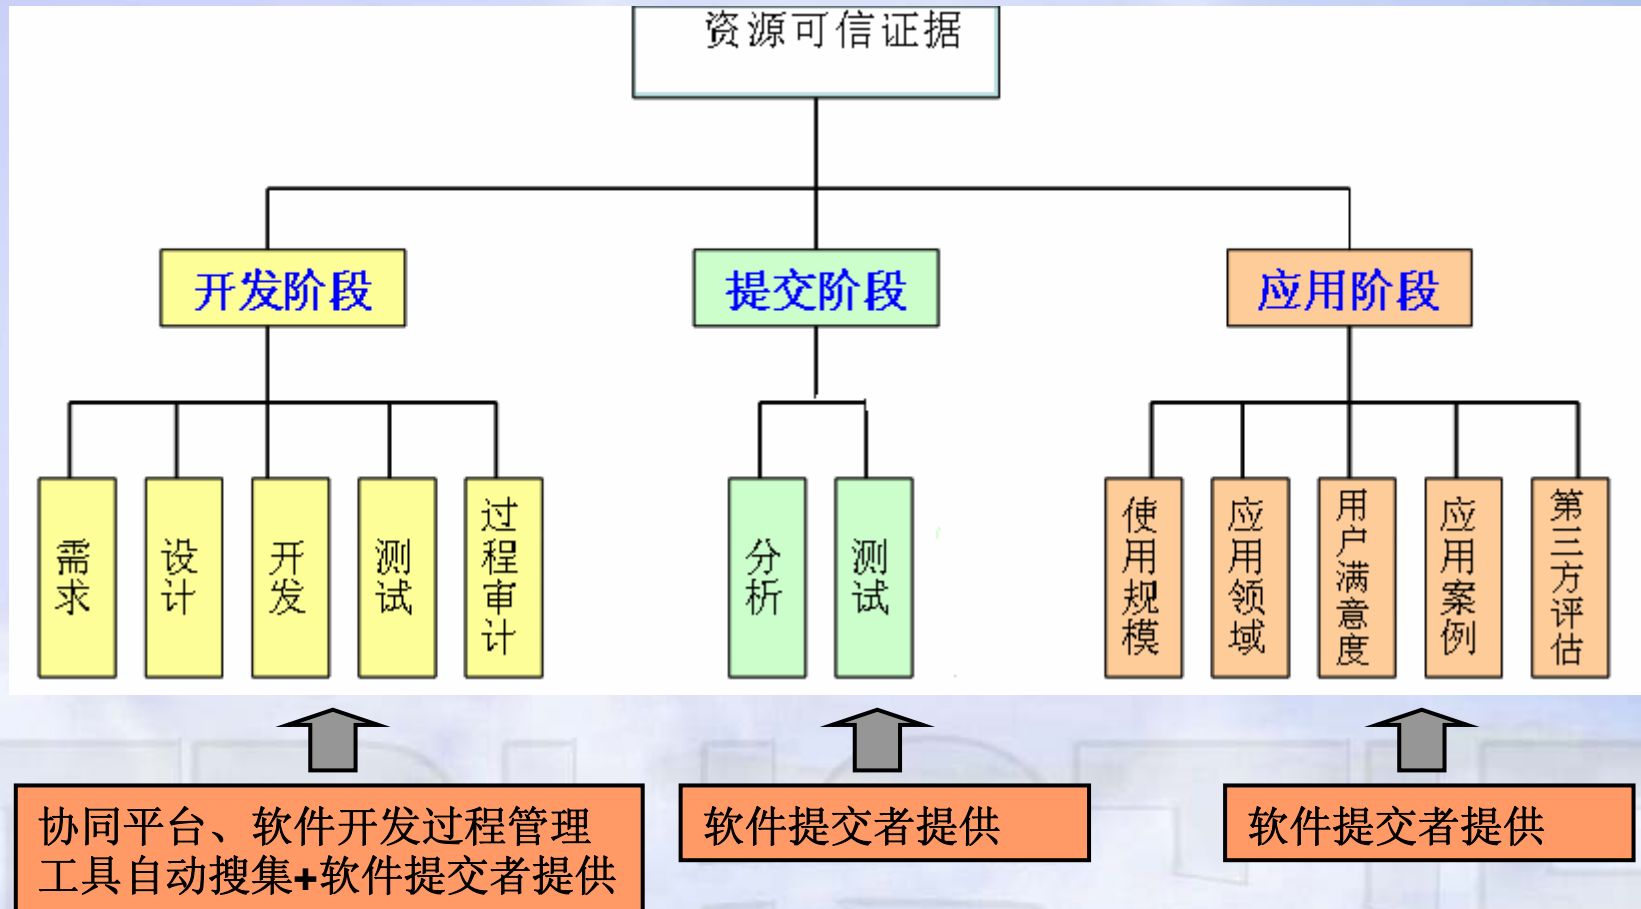 资源可信证据
开发阶段
提交阶段
应用阶段
需求
设计
开发
测试
过程审计
分析
测试
使用规模
应用领域
用户满意度
应用案例
第三方评估
协同平台、软件开发过程管理
工具自动搜集+软件提交者提供
软件提交者提供
软件提交者提供